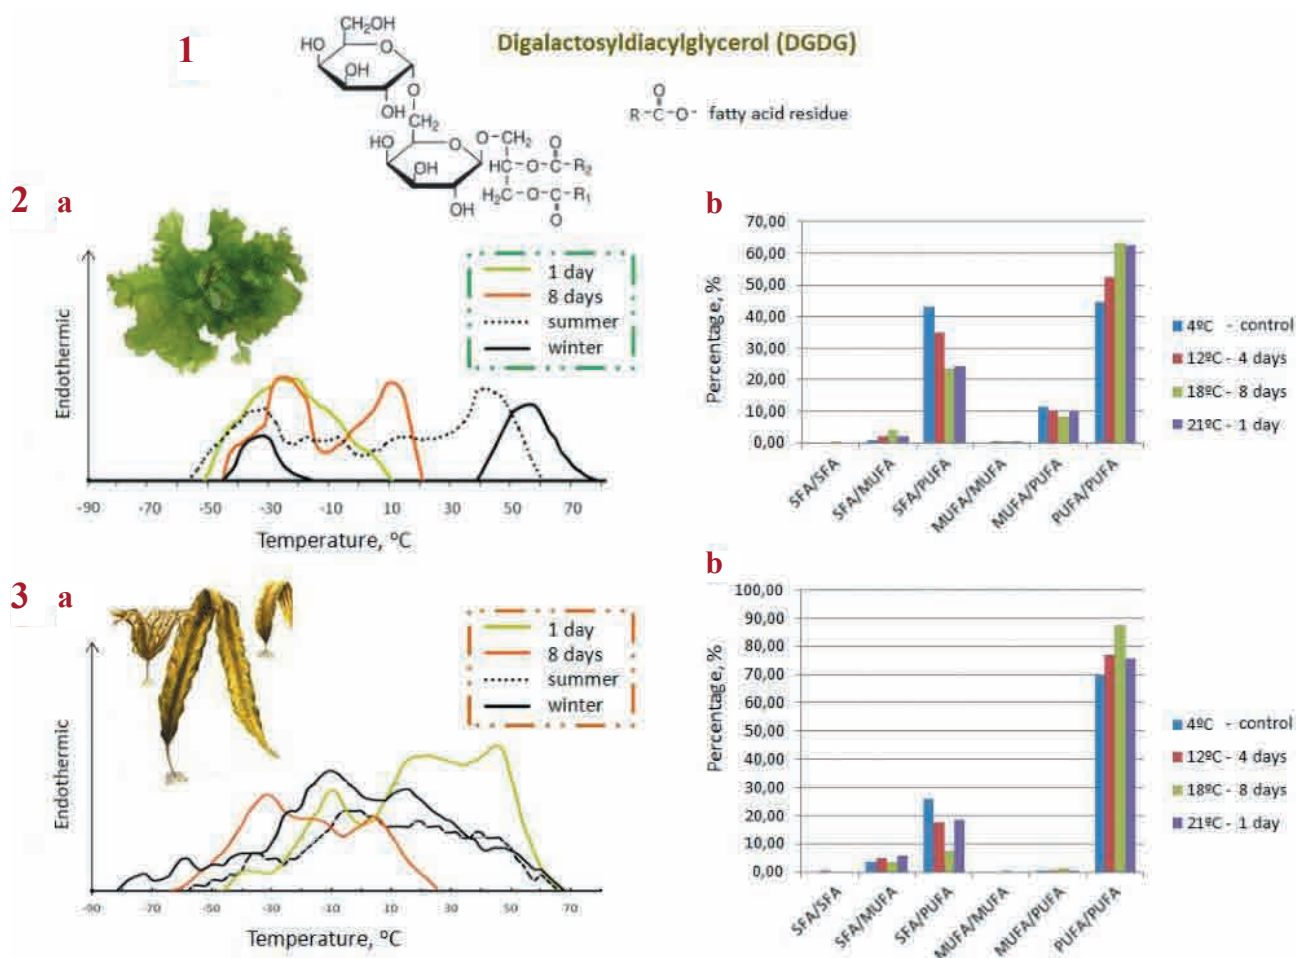 1
Digalactosyldiacylglycerol (DGDG)
CH₂OH
HO
O
OH
O
OH
CH₂
HO
O
O-CH₂
O
OH
HC-O-C-R₂
H₂C-O-C-R₁
OH
O
O
R-C-O- fatty acid residue
2 a
Endothermic
1 day
8 days
summer
winter
-90 -70 -50 -30 -10 10 30 50 70
Temperature, ºC
b
Percentage, %
70,00
60,00
50,00
40,00
30,00
20,00
10,00
0,00
SFA/SFA
SFA/MUFA
SFA/PUFA
MUFA/MUFA
MUFA/PUFA
PUFA/PUFA
4ºC - control
12ºC - 4 days
18ºC - 8 days
21ºC - 1 day
3 a
Endothermic
1 day
8 days
summer
winter
-90 -70 -50 -30 -10 10 30 50 70
Temperature, ºC
b
Percentage, %
100,00
90,00
80,00
70,00
60,00
50,00
40,00
30,00
20,00
10,00
0,00
SFA/SFA
SFA/MUFA
SFA/PUFA
MUFA/MUFA
MUFA/PUFA
PUFA/PUFA
4ºC - control
12ºC - 4 days
18ºC - 8 days
21ºC - 1 day